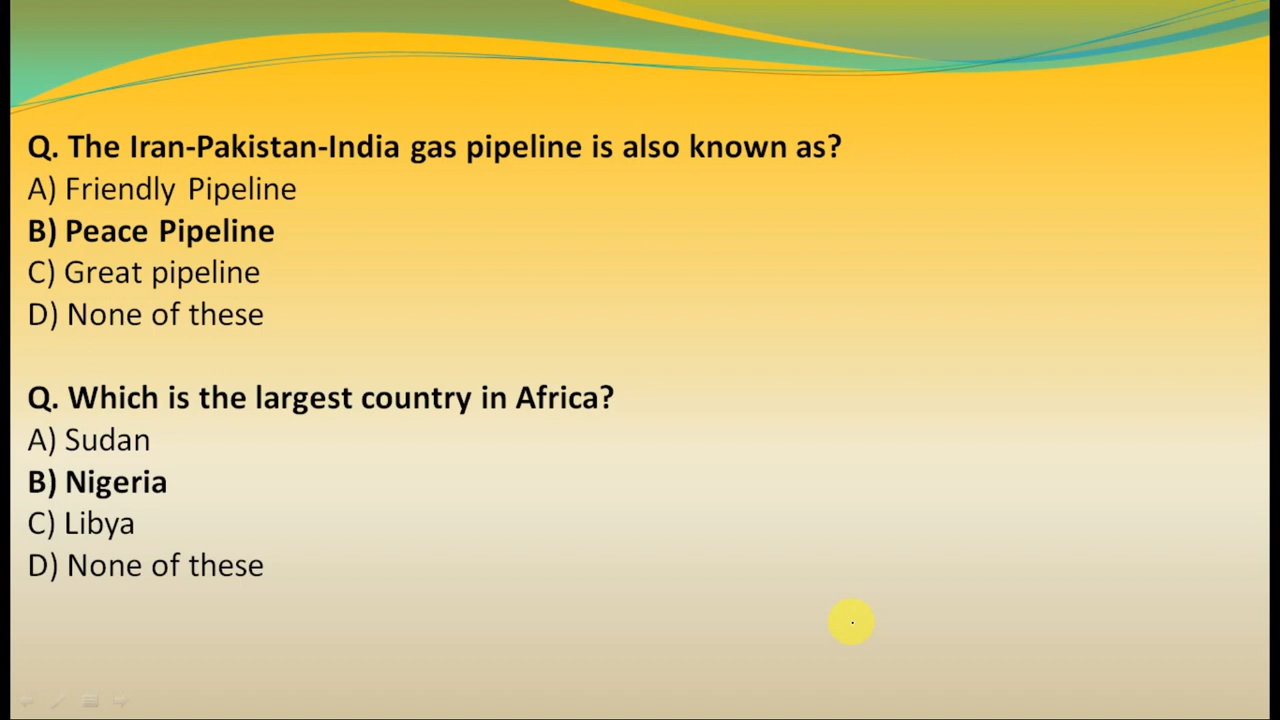 Q. The Iran-Pakistan-India gas pipeline is also known as?
A) Friendly Pipeline
B) Peace Pipeline
C) Great pipeline
D) None of these
Q. Which is the largest country in Africa?
A) Sudan
B) Nigeria
C) Libya
D) None of these